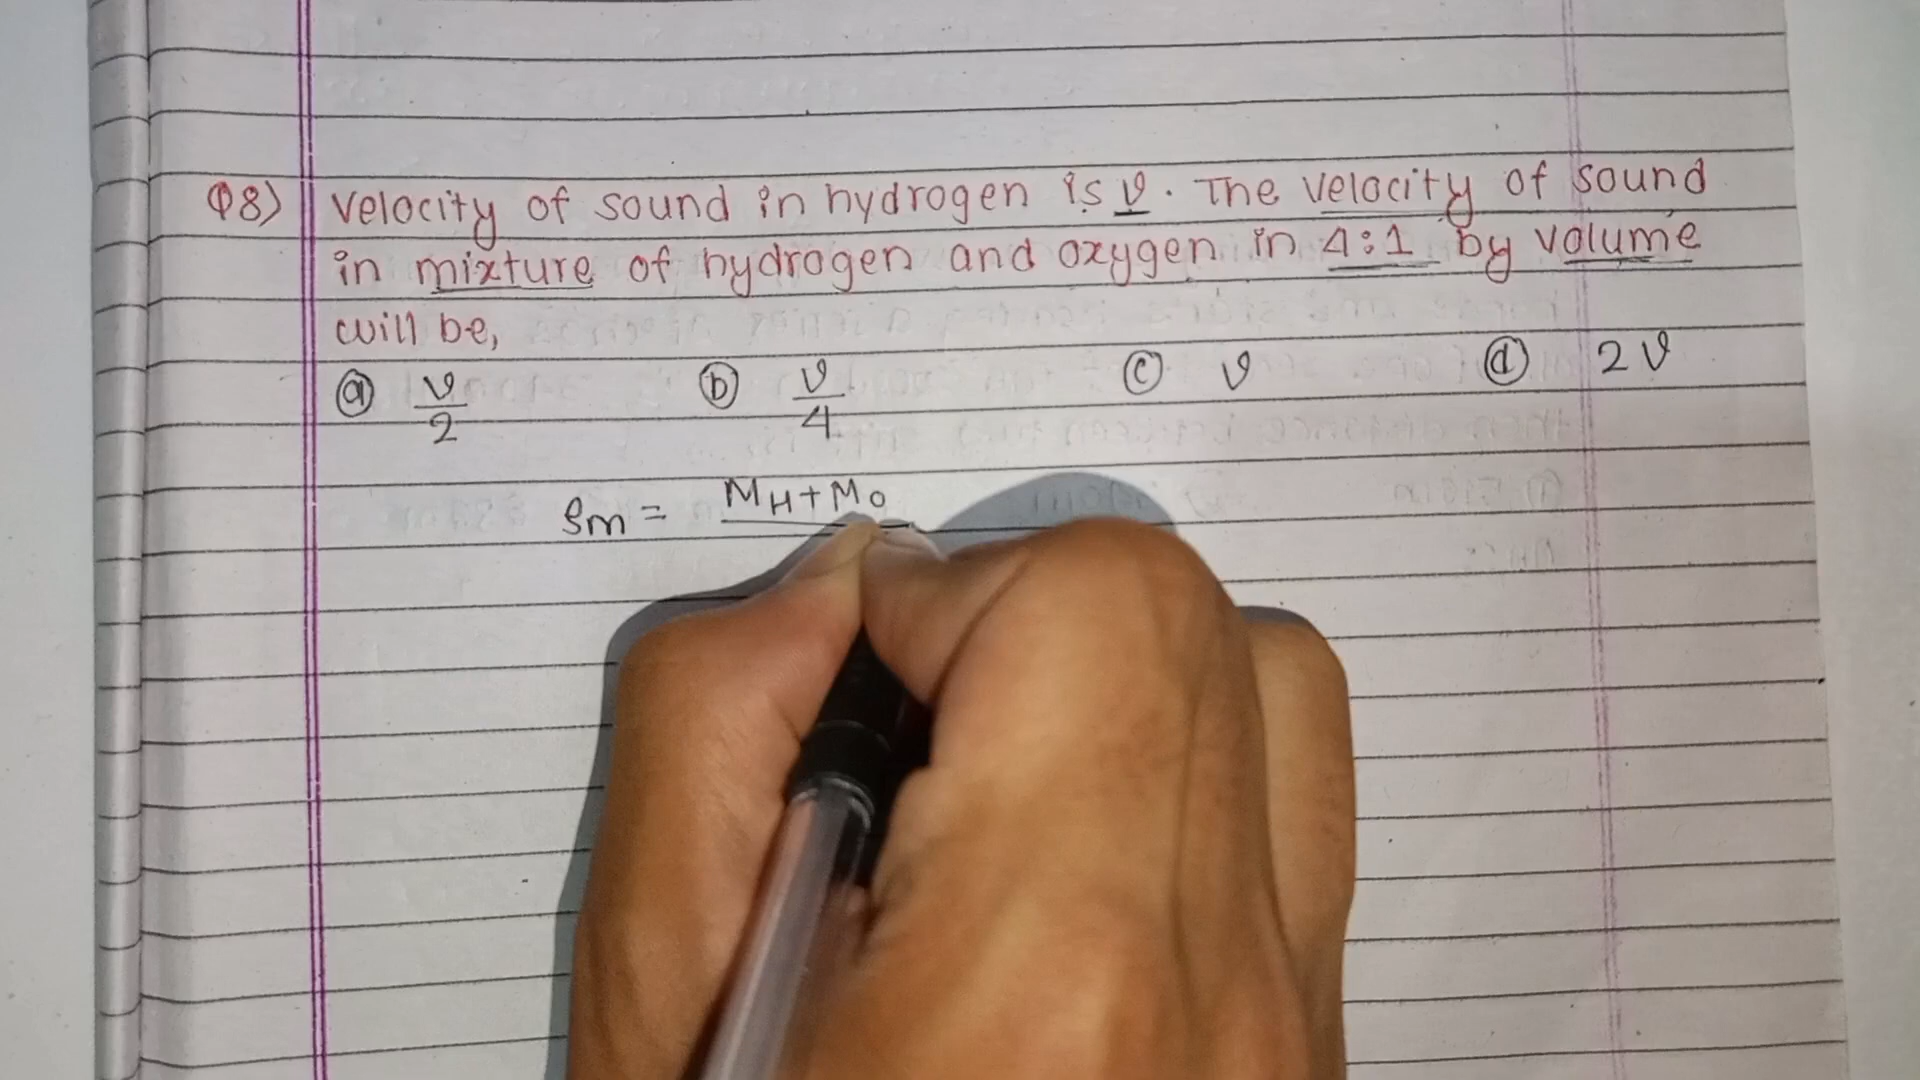 Q8) Velocity of sound in hydrogen is v. The velocity of sound
in mixture of hydrogen and oxygen in 4:1 by volume
will be,
(a) v/2 (b) v/4 (c) v (d) 2v
ρm = MH+MO